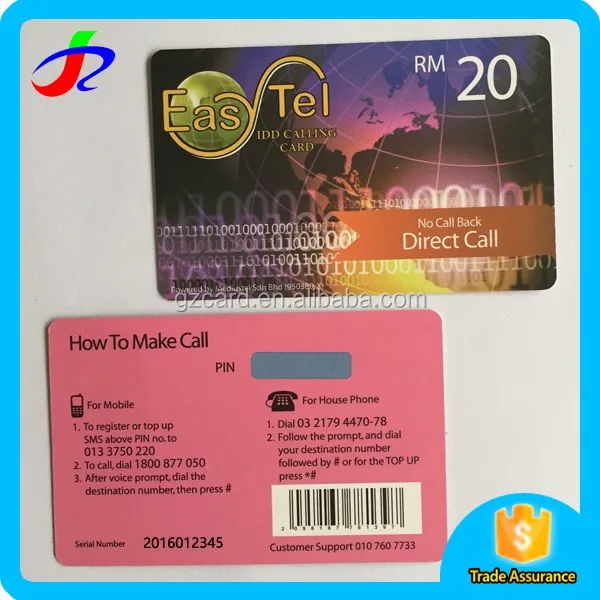 RM 20
EasyTel
IDD CALLING
CARD
No Call Back
Direct Call
gzcard.en.alibaba.com
How To Make Call
PIN
For Mobile
1. To register or top up
SMS above PIN no. to
013 3750 220
2. To call, dial 1800 877 050
3. After voice prompt, dial the
destination number, then press #
For House Phone
1. Dial 03 2179 4470-78
2. Follow the prompt, and dial
your destination number
followed by # or for the TOP UP
press *#
Serial Number 2016012345
Customer Support 010 760 7733
Trade Assurance